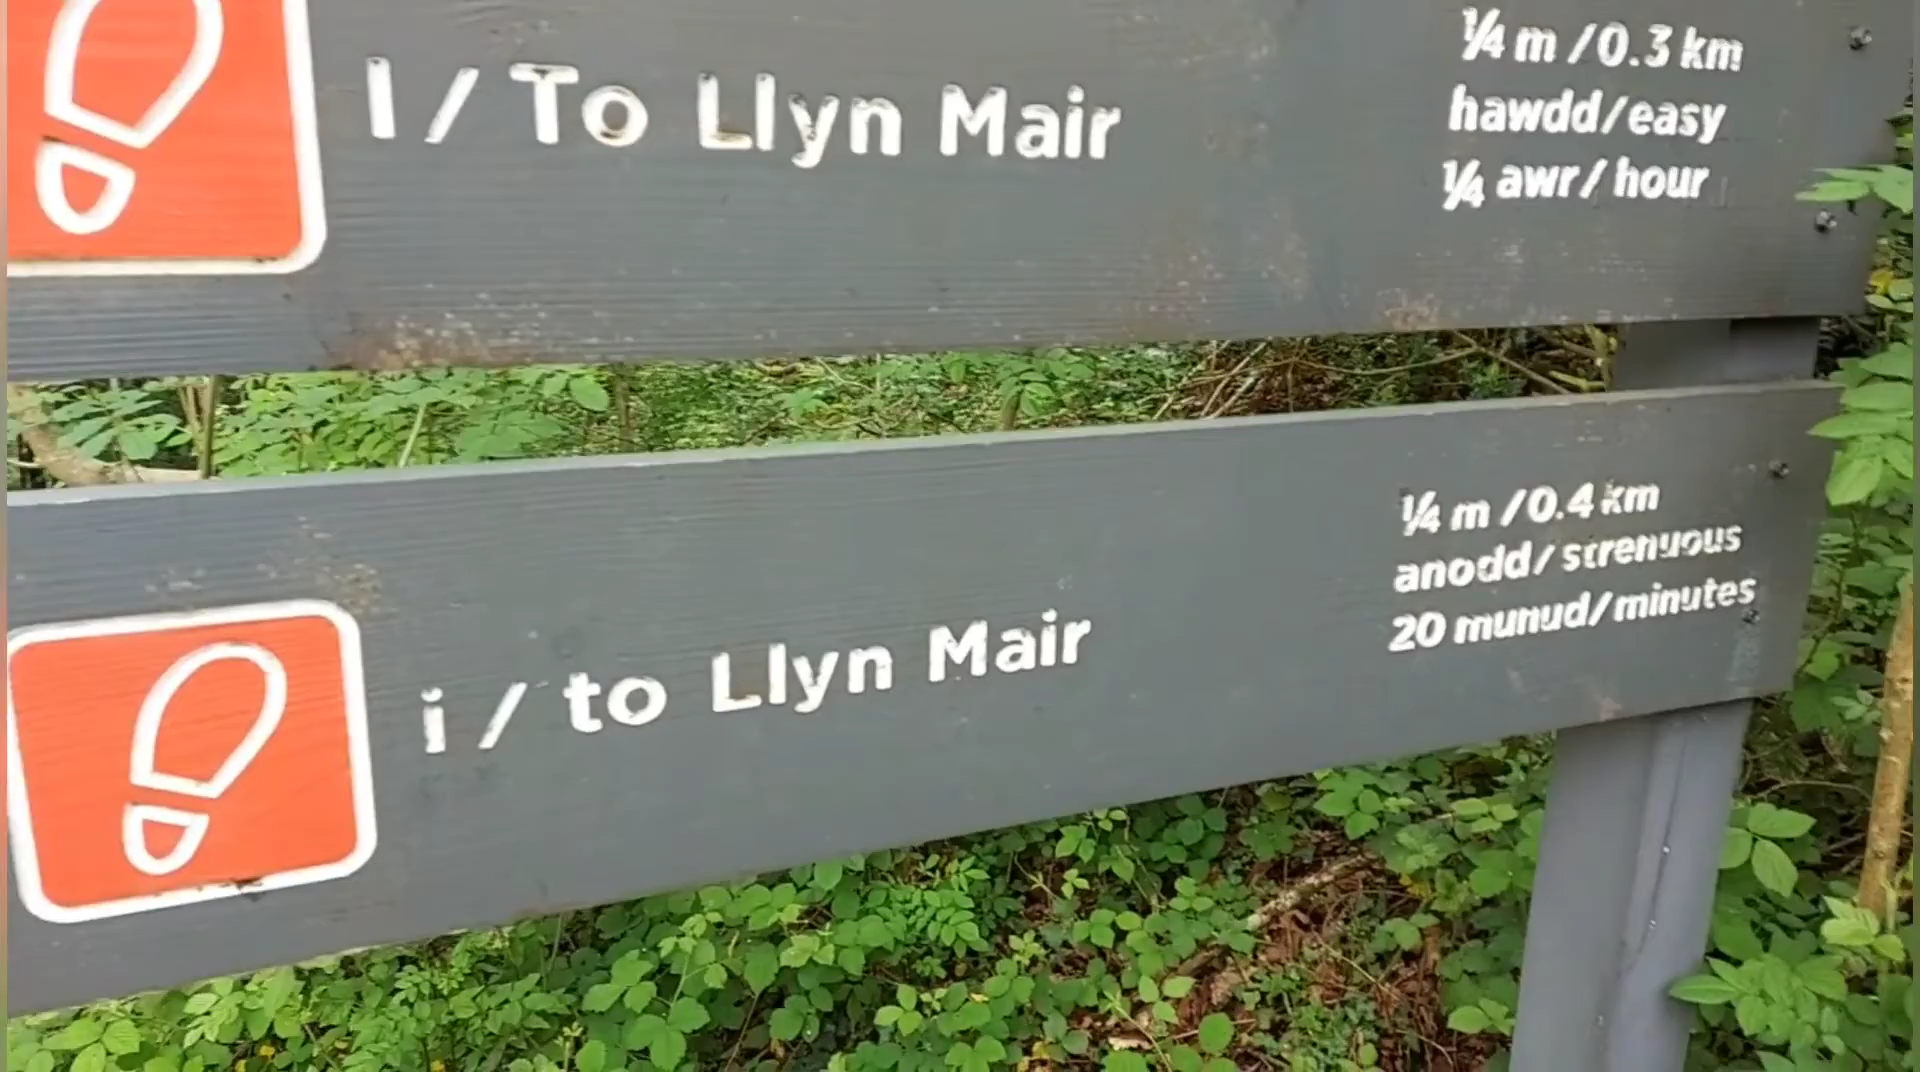 I / To Llyn Mair
¼ m / 0.3 km
hawdd/easy
¼ awr / hour
i / to Llyn Mair
¼ m / 0.4 km
anodd/strenuous
20 munud/minutes